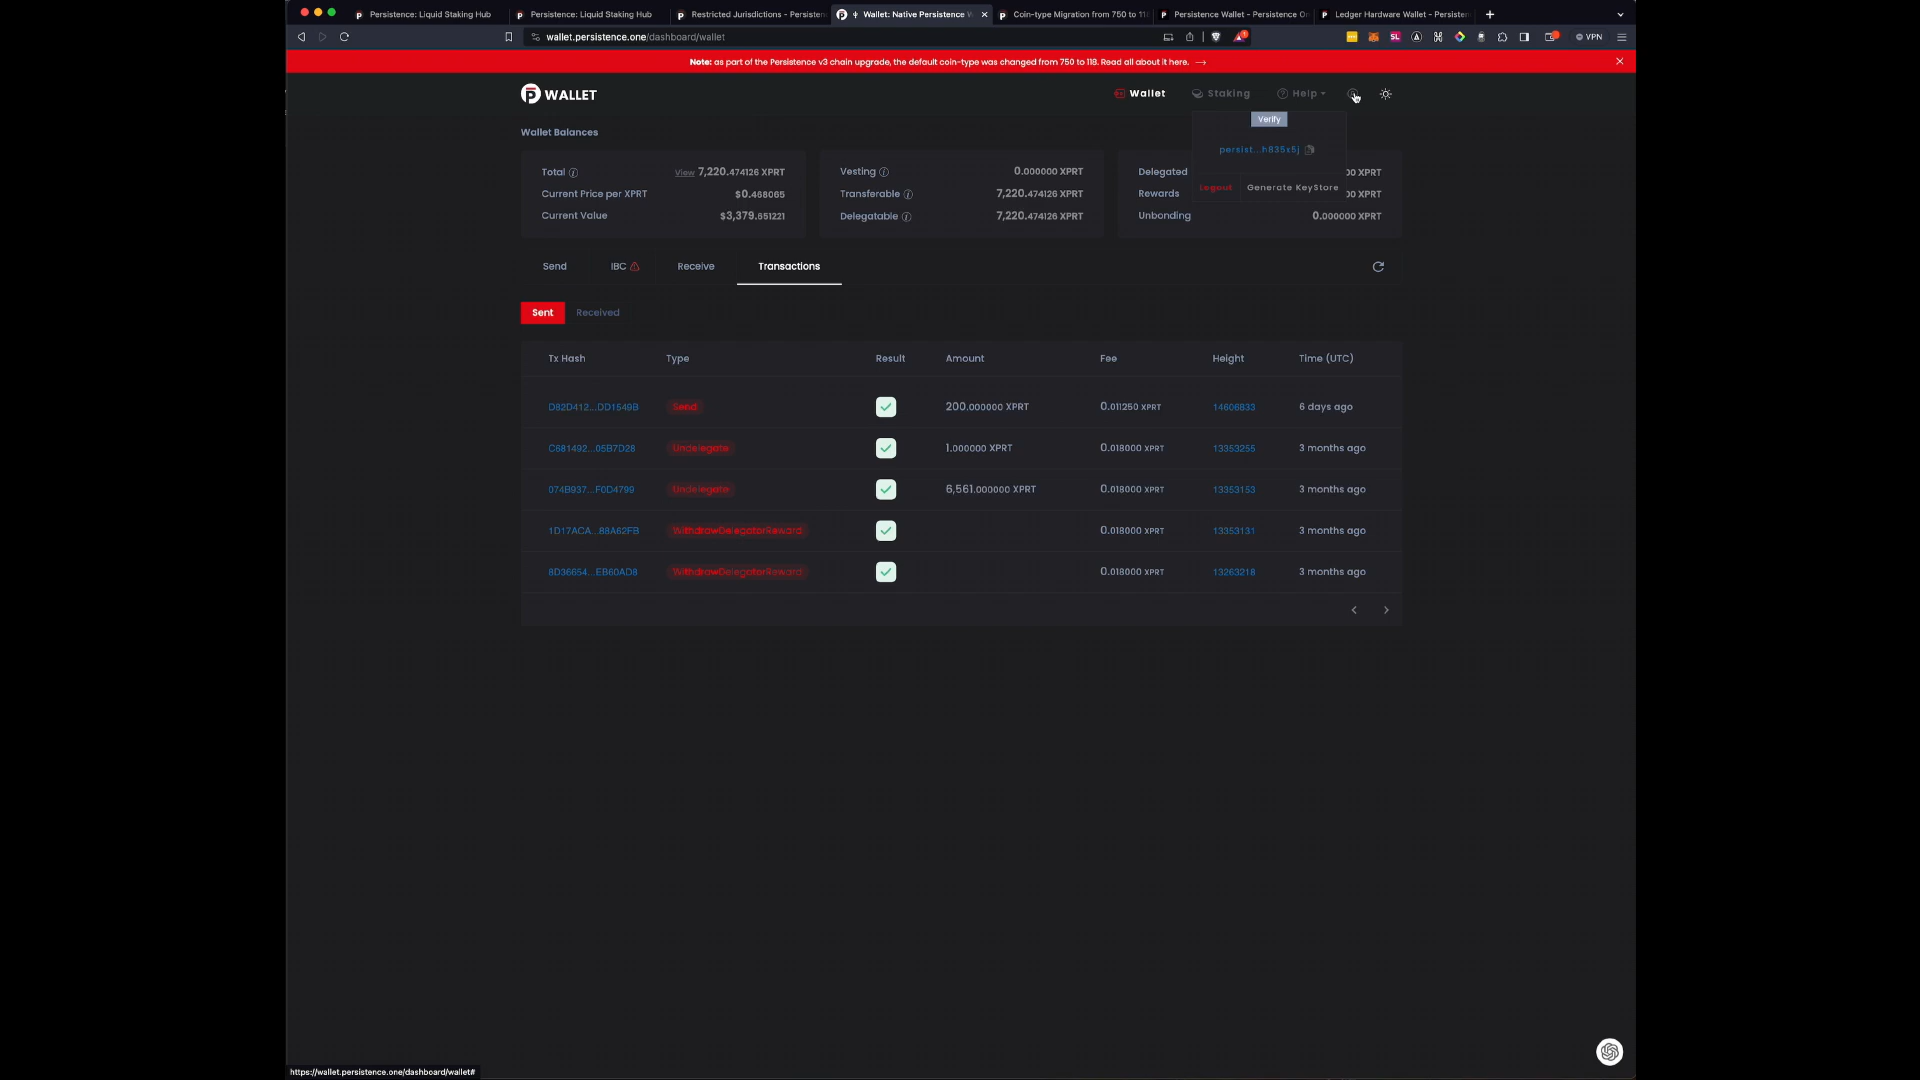 Persistence: Liquid Staking Hub
Persistence: Liquid Staking Hub
Restricted Jurisdictions - Persisten
Wallet: Native Persistence W
Coin-type Migration from 750 to 118
Persistence Wallet - Persistence On
Ledger Hardware Wallet - Persisten
wallet.persistence.one/dashboard/wallet
VPN
Note: as part of the Persistence v3 chain upgrade, the default coin-type was changed from 750 to 118. Read all about it here. →
WALLET
Wallet
Staking
Help
Verify
persist...h835s5j
Logout
Generate KeyStore
Wallet Balances
Total View 7,220.474126 XPRT
Current Price per XPRT $0.468065
Current Value $3,379.651221
Vesting 0.000000 XPRT
Transferable 7,220.474126 XPRT
Delegatable 7,220.474126 XPRT
Delegated 00 XPRT
Rewards 00 XPRT
Unbonding 0.000000 XPRT
Send IBC Receive Transactions
Sent Received
Tx Hash Type Result Amount Fee Height Time (UTC)
D82D412...DD1549B Send 200.000000 XPRT 0.011250 XPRT 14606833 6 days ago
C681492...05B7D28 Undelegate 1.000000 XPRT 0.018000 XPRT 13353255 3 months ago
074B937...F0D4799 Undelegate 6,561.000000 XPRT 0.018000 XPRT 13353153 3 months ago
1D17ACA...88A62FB WithdrawDelegatorReward 0.018000 XPRT 13353131 3 months ago
8D36654...EB60AD8 WithdrawDelegatorReward 0.018000 XPRT 13263218 3 months ago
https://wallet.persistence.one/dashboard/wallet#